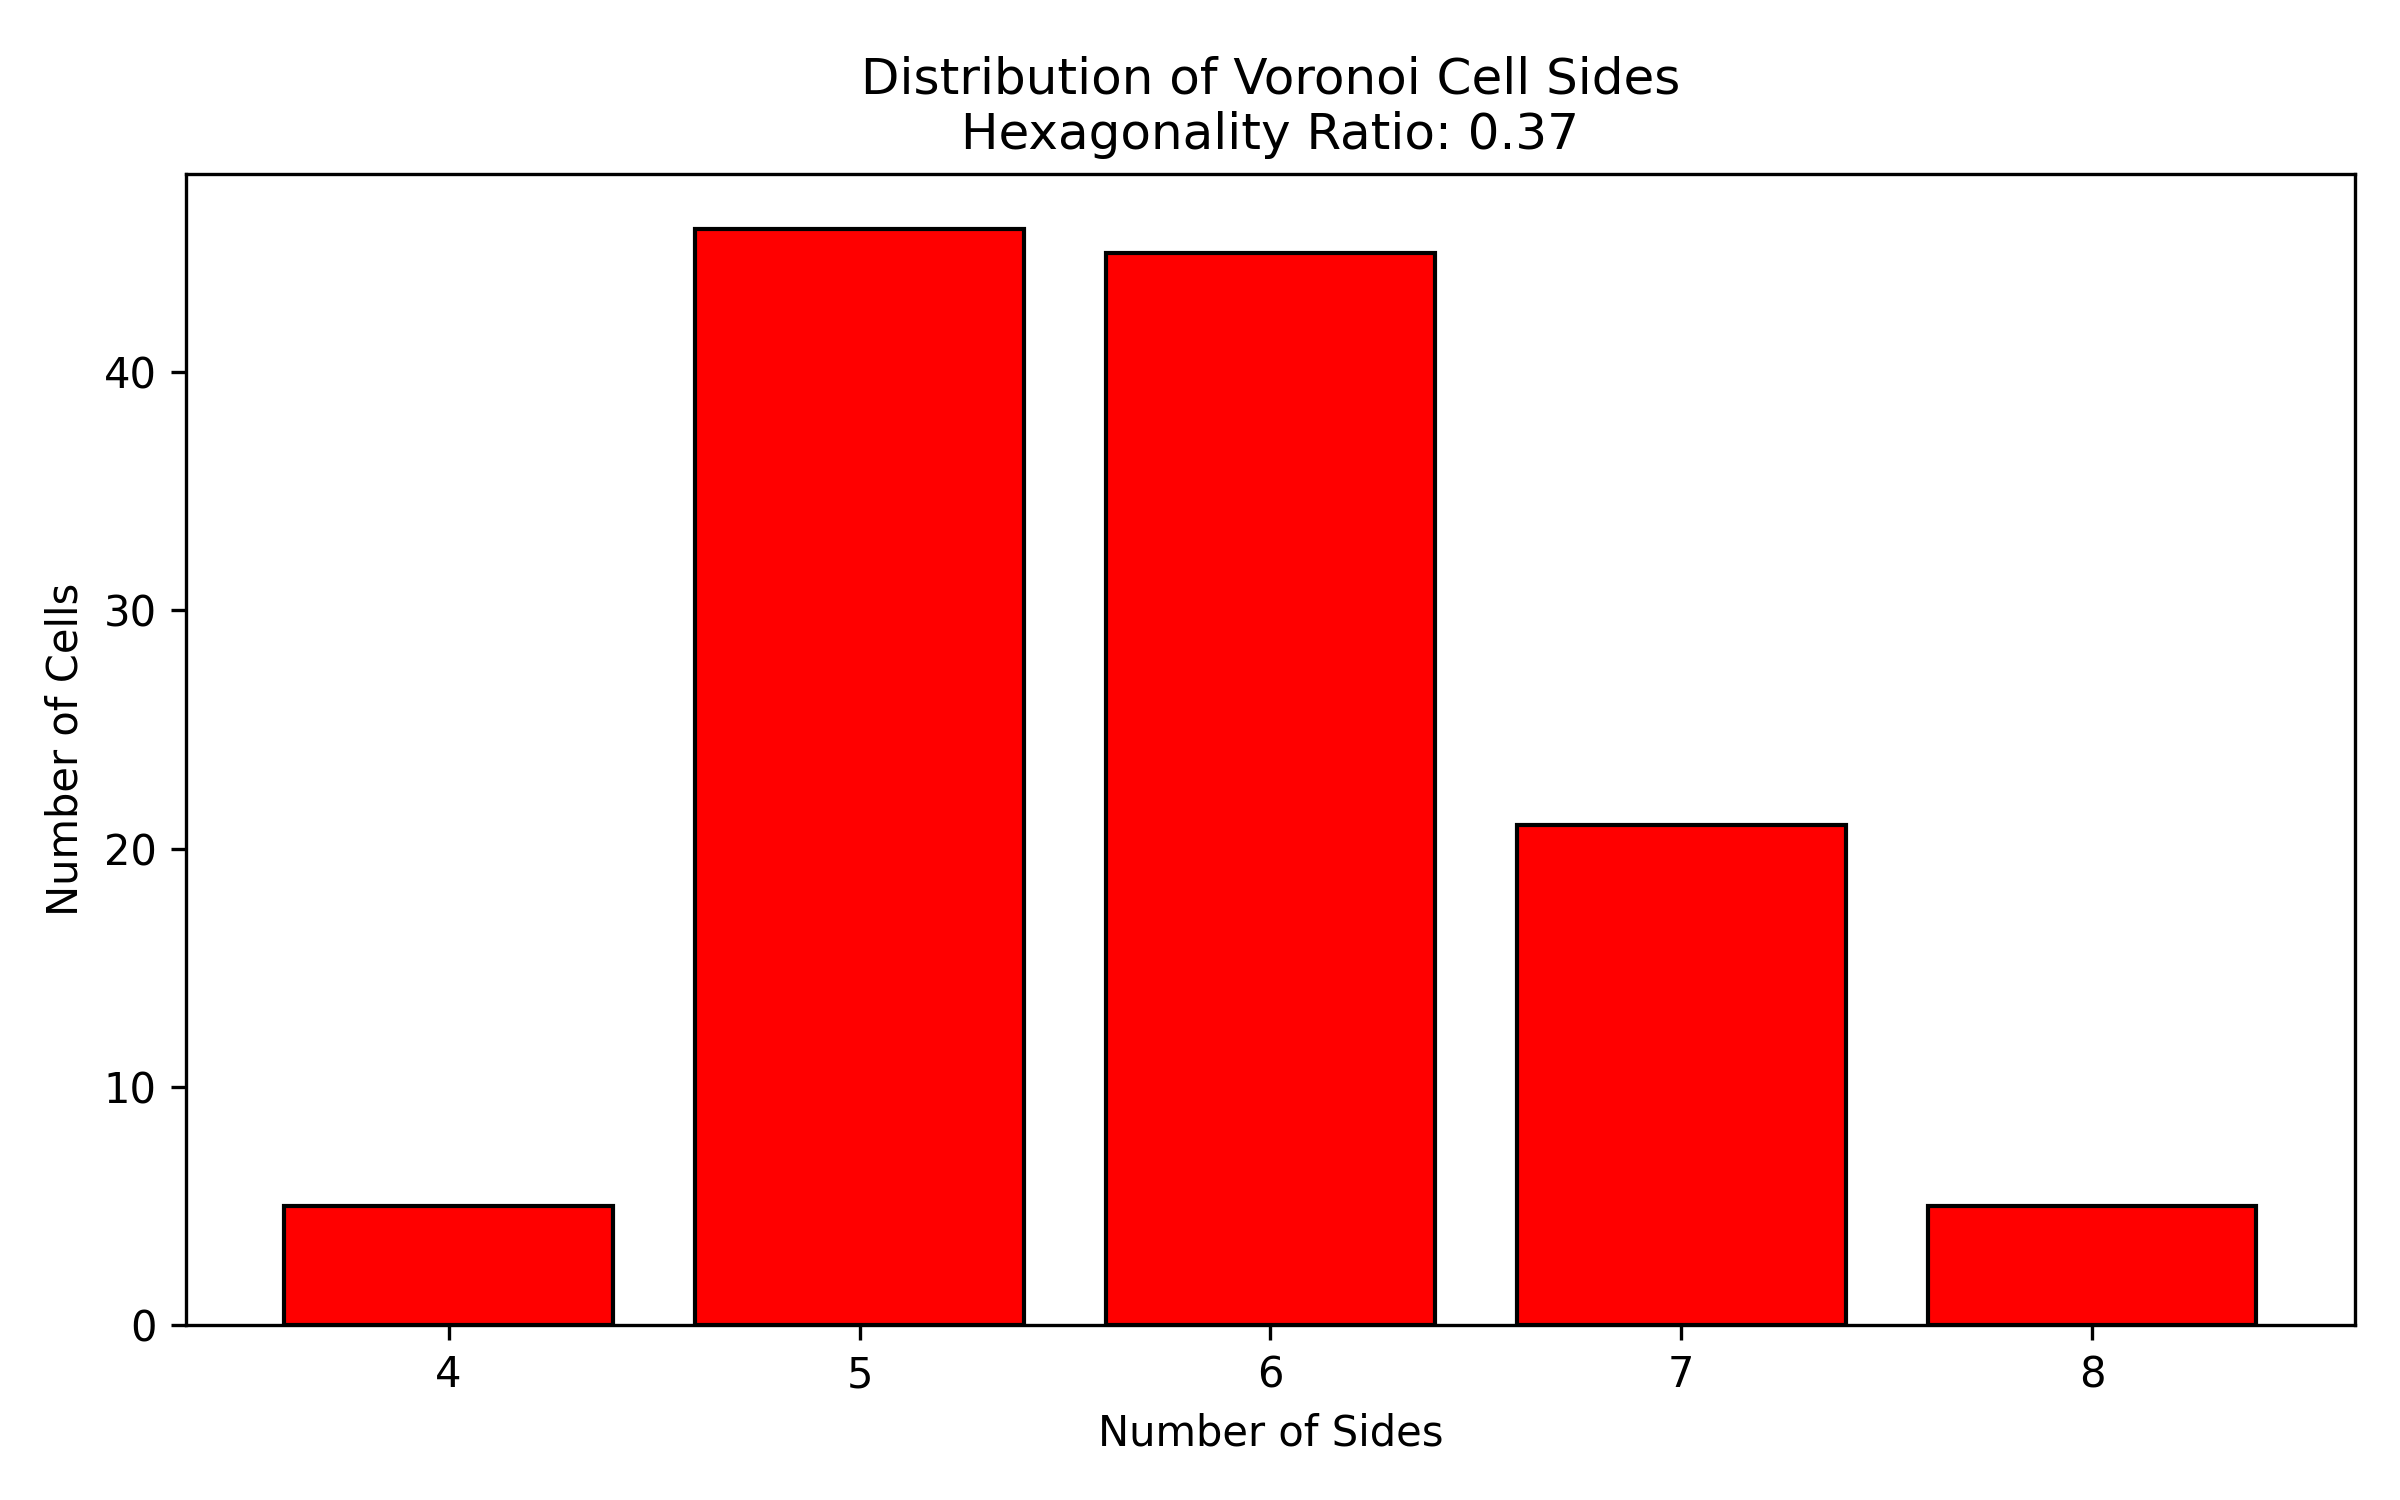 Distribution of Voronoi Cell Sides
Hexagonality Ratio: 0.37
Number of Cells
40
30
20
10
0
4 5 6 7 8
Number of Sides